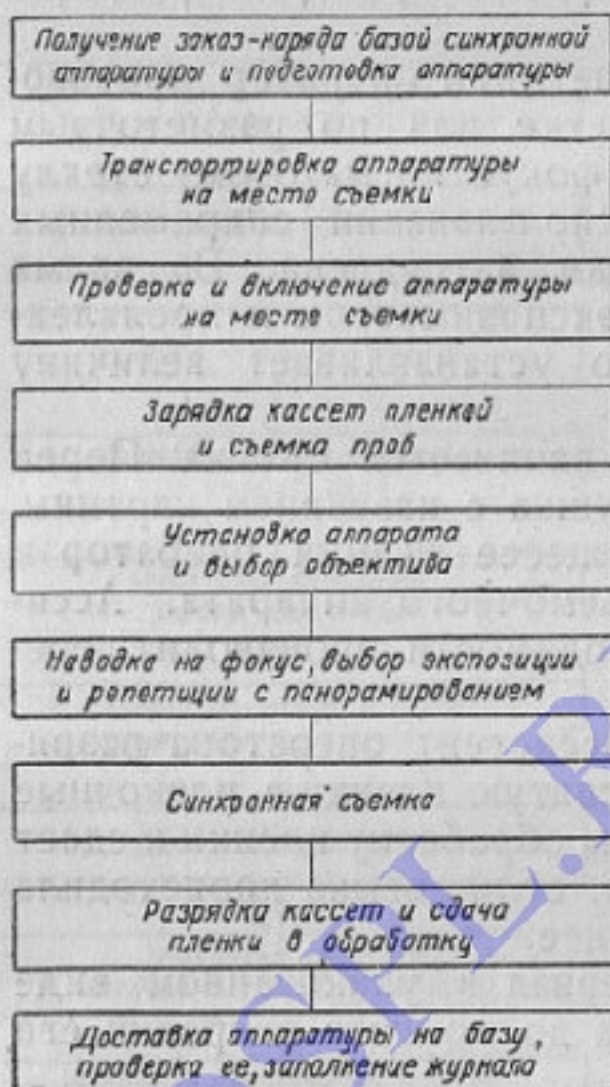 Получение заказ-наряда базой синхронной
аппаратуры и подготовка аппаратуры
Транспортировка аппаратуры
на место съемки
Проверка и включение аппаратуры
на месте съемки
Зарядка кассет пленкой
и съемка проб
Установка аппарата
и выбор объектива
Наводка на фокус, выбор экспозиции
и репетиции с панорамированием
Синхронная съемка
Разрядка кассет и сдача
пленки в обработку
Доставка аппаратуры на базу,
проверка ее, заполнение журнала